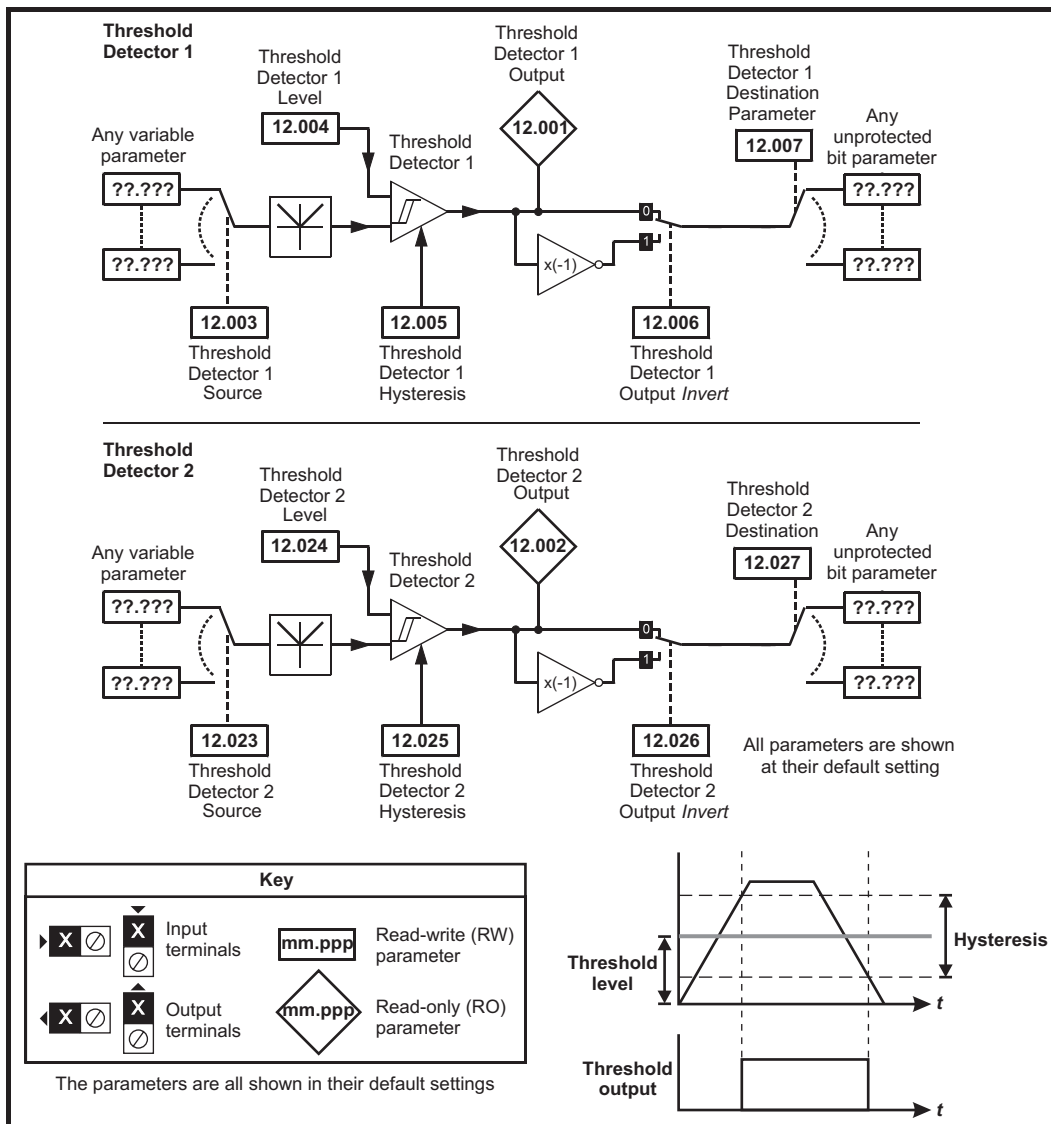 Threshold
Detector 1
Threshold
Detector 1
Level
12.004
Threshold
Detector 1
Output
12.001
Threshold
Detector 1
Destination
Parameter
12.007
Any variable
parameter
??.???
??.???
Threshold
Detector 1
Any
unprotected
bit parameter
??.???
??.???
0
1
x(-1)
12.003
Threshold
Detector 1
Source
12.005
Threshold
Detector 1
Hysteresis
12.006
Threshold
Detector 1
Output Invert
Threshold
Detector 2
Threshold
Detector 2
Level
12.024
Threshold
Detector 2
Output
12.002
Threshold
Detector 2
Destination
12.027
Any variable
parameter
??.???
??.???
Threshold
Detector 2
Any
unprotected
bit parameter
??.???
??.???
0
1
x(-1)
12.023
Threshold
Detector 2
Source
12.025
Threshold
Detector 2
Hysteresis
12.026
Threshold
Detector 2
Output Invert
All parameters are shown
at their default setting
Key
X
X
Input
terminals
mm.ppp
Read-write (RW)
parameter
X
X
Output
terminals
mm.ppp
Read-only (RO)
parameter
The parameters are all shown in their default settings
Threshold
level
Hysteresis
t
Threshold
output
t